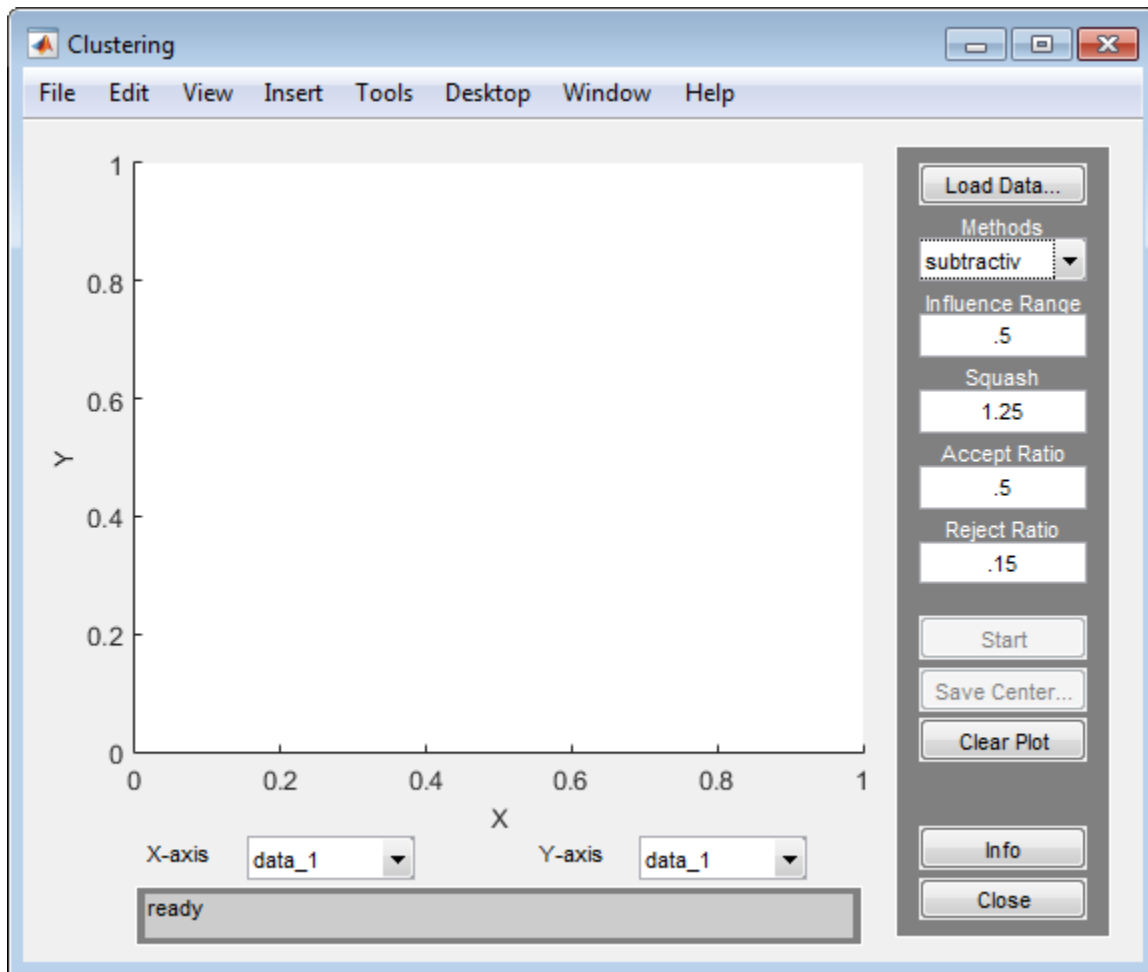 Clustering
File Edit View Insert Tools Desktop Window Help
1
0.8
0.6
0.4
0.2
0
Y
0 0.2 0.4 0.6 0.8 1
X
X-axis data_1 Y-axis data_1
ready
Load Data...
Methods
subtractiv
Influence Range
.5
Squash
1.25
Accept Ratio
.5
Reject Ratio
.15
Start
Save Center...
Clear Plot
Info
Close